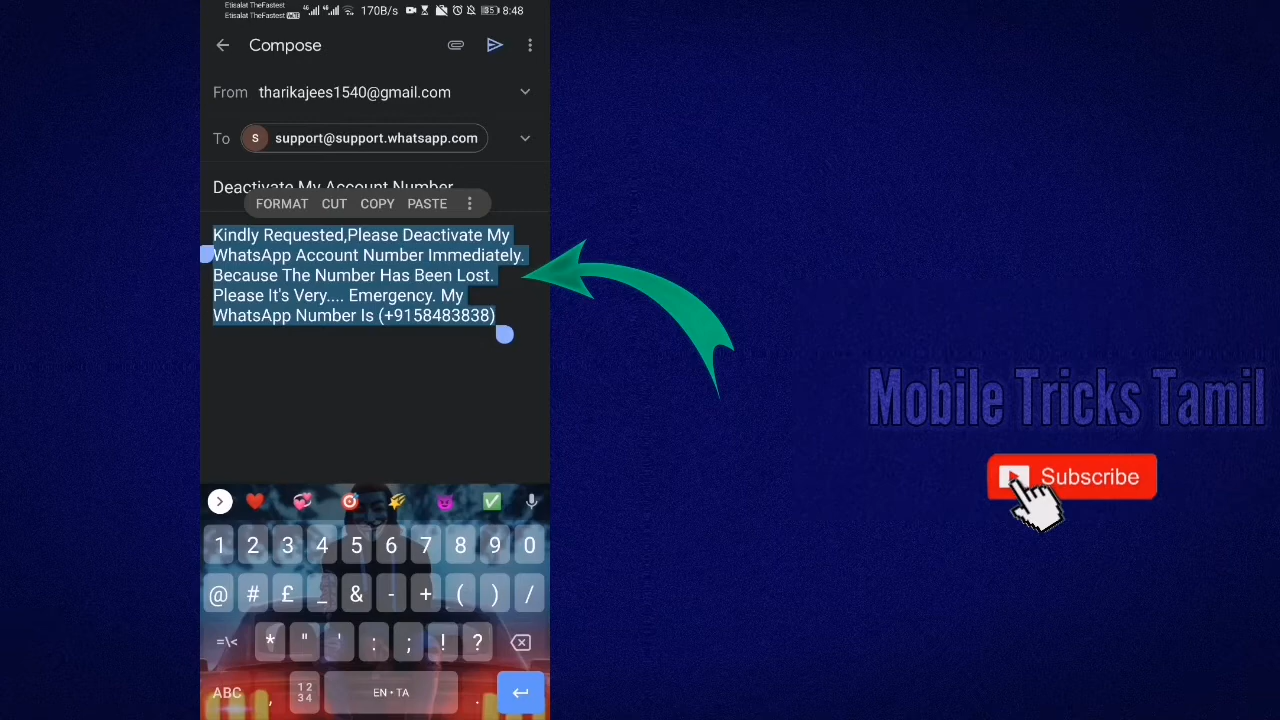 Etisalat TheFastest
Etisalat TheFastest
170B/s
8:48
Compose
From tharikajees1540@gmail.com
To S support@support.whatsapp.com
Deactivate My Account Number
FORMAT CUT COPY PASTE
Kindly Requested,Please Deactivate My
WhatsApp Account Number Immediately.
Because The Number Has Been Lost.
Please It's Very.... Emergency. My
WhatsApp Number Is (+9158483838)
Mobile Tricks Tamil
Subscribe
1 2 3 4 5 6 7 8 9 0
@ # £ _ & - + ( ) /
=\< * " ' : ; ! ?
ABC , 12 34 EN • TA .